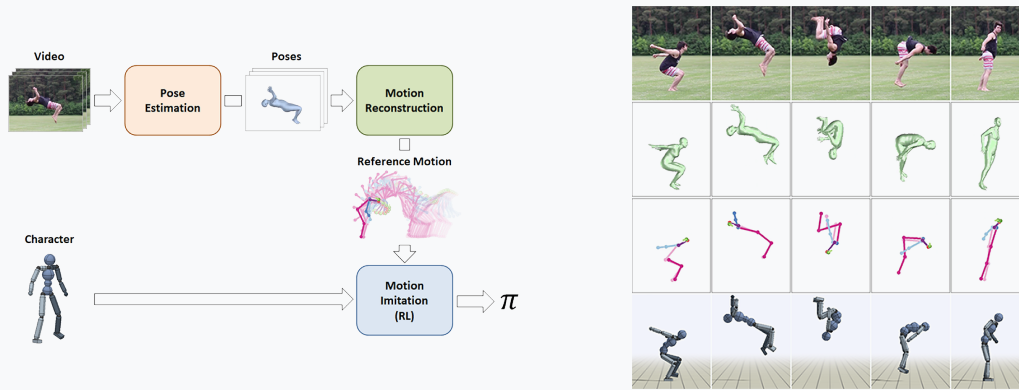 Video
Poses
Pose
Estimation
Motion
Reconstruction
Reference Motion
Character
Motion
Imitation
(RL)
π